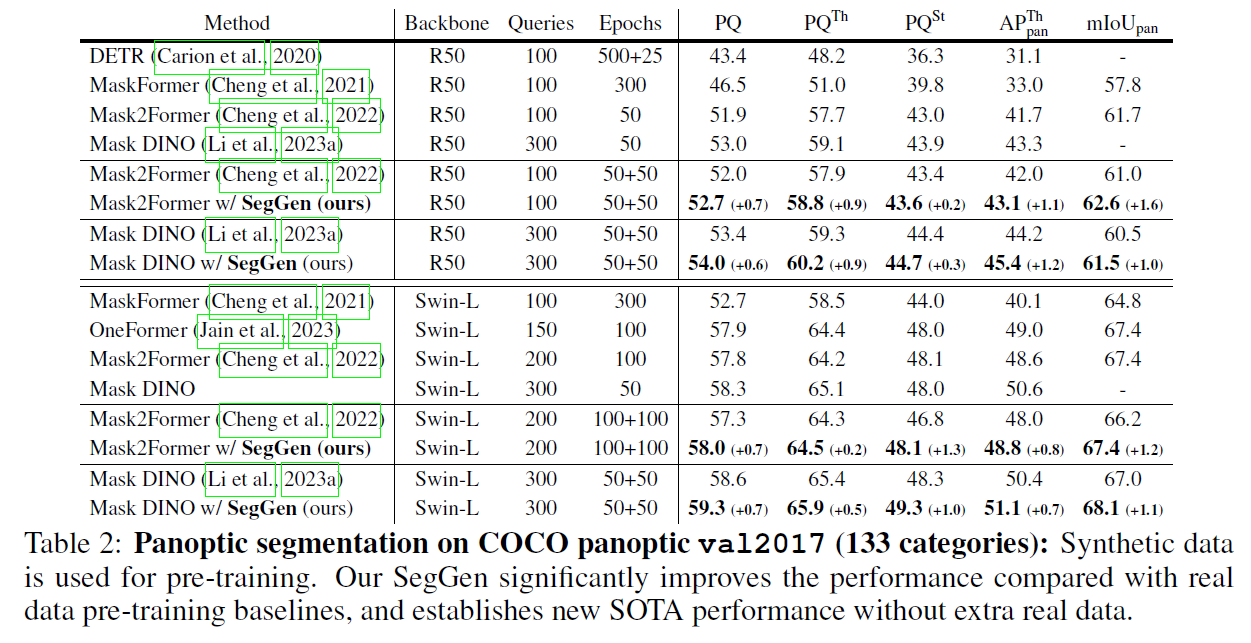 Method Backbone Queries Epochs PQ PQ^Th PQ^St AP^Th_pan mIoU_pan
DETR (Carion et al., 2020) R50 100 500+25 43.4 48.2 36.3 31.1 -
MaskFormer (Cheng et al., 2021) R50 100 300 46.5 51.0 39.8 33.0 57.8
Mask2Former (Cheng et al., 2022) R50 100 50 51.9 57.7 43.0 41.7 61.7
Mask DINO (Li et al., 2023a) R50 300 50 53.0 59.1 43.9 43.3 -
Mask2Former (Cheng et al., 2022) R50 100 50+50 52.0 57.9 43.4 42.0 61.0
Mask2Former w/ SegGen (ours) R50 100 50+50 52.7 (+0.7) 58.8 (+0.9) 43.6 (+0.2) 43.1 (+1.1) 62.6 (+1.6)
Mask DINO (Li et al., 2023a) R50 300 50+50 53.4 59.3 44.4 44.2 60.5
Mask DINO w/ SegGen (ours) R50 300 50+50 54.0 (+0.6) 60.2 (+0.9) 44.7 (+0.3) 45.4 (+1.2) 61.5 (+1.0)
MaskFormer (Cheng et al., 2021) Swin-L 100 300 52.7 58.5 44.0 40.1 64.8
OneFormer (Jain et al., 2023) Swin-L 150 100 57.9 64.4 48.0 49.0 67.4
Mask2Former (Cheng et al., 2022) Swin-L 200 100 57.8 64.2 48.1 48.6 67.4
Mask DINO Swin-L 300 50 58.3 65.1 48.0 50.6 -
Mask2Former (Cheng et al., 2022) Swin-L 200 100+100 57.3 64.3 46.8 48.0 66.2
Mask2Former w/ SegGen (ours) Swin-L 200 100+100 58.0 (+0.7) 64.5 (+0.2) 48.1 (+1.3) 48.8 (+0.8) 67.4 (+1.2)
Mask DINO (Li et al., 2023a) Swin-L 300 50+50 58.6 65.4 48.3 50.4 67.0
Mask DINO w/ SegGen (ours) Swin-L 300 50+50 59.3 (+0.7) 65.9 (+0.5) 49.3 (+1.0) 51.1 (+0.7) 68.1 (+1.1)
Table 2: Panoptic segmentation on COCO panoptic val2017 (133 categories): Synthetic data
is used for pre-training. Our SegGen significantly improves the performance compared with real
data pre-training baselines, and establishes new SOTA performance without extra real data.